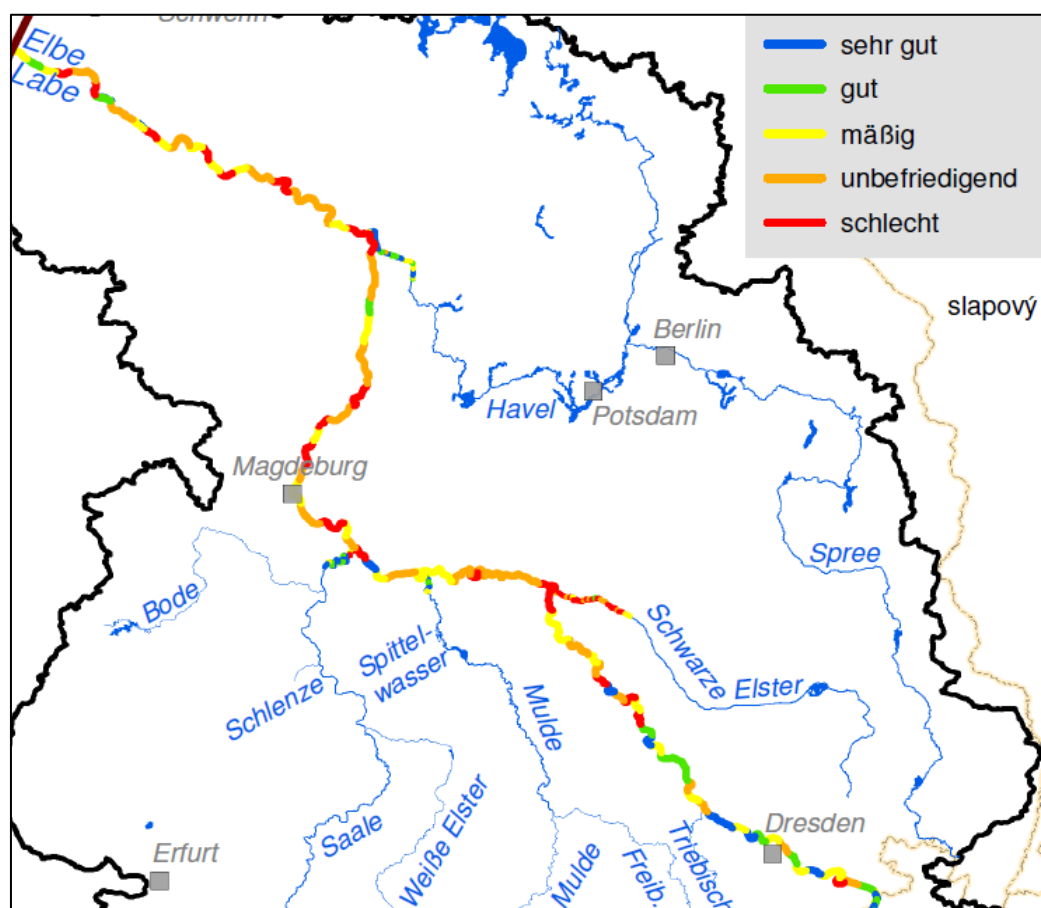 Schwerin
Elbe
Labe
sehr gut
gut
mäßig
unbefriedigend
schlecht
slapový
Berlin
Havel
Potsdam
Magdeburg
Spree
Bode
Spittel-
wasser
Schwarze Elster
Schlenze
Mulde
Saale
Weiße Elster
Dresden
Erfurt
Mulde
Freib.
Triebisch